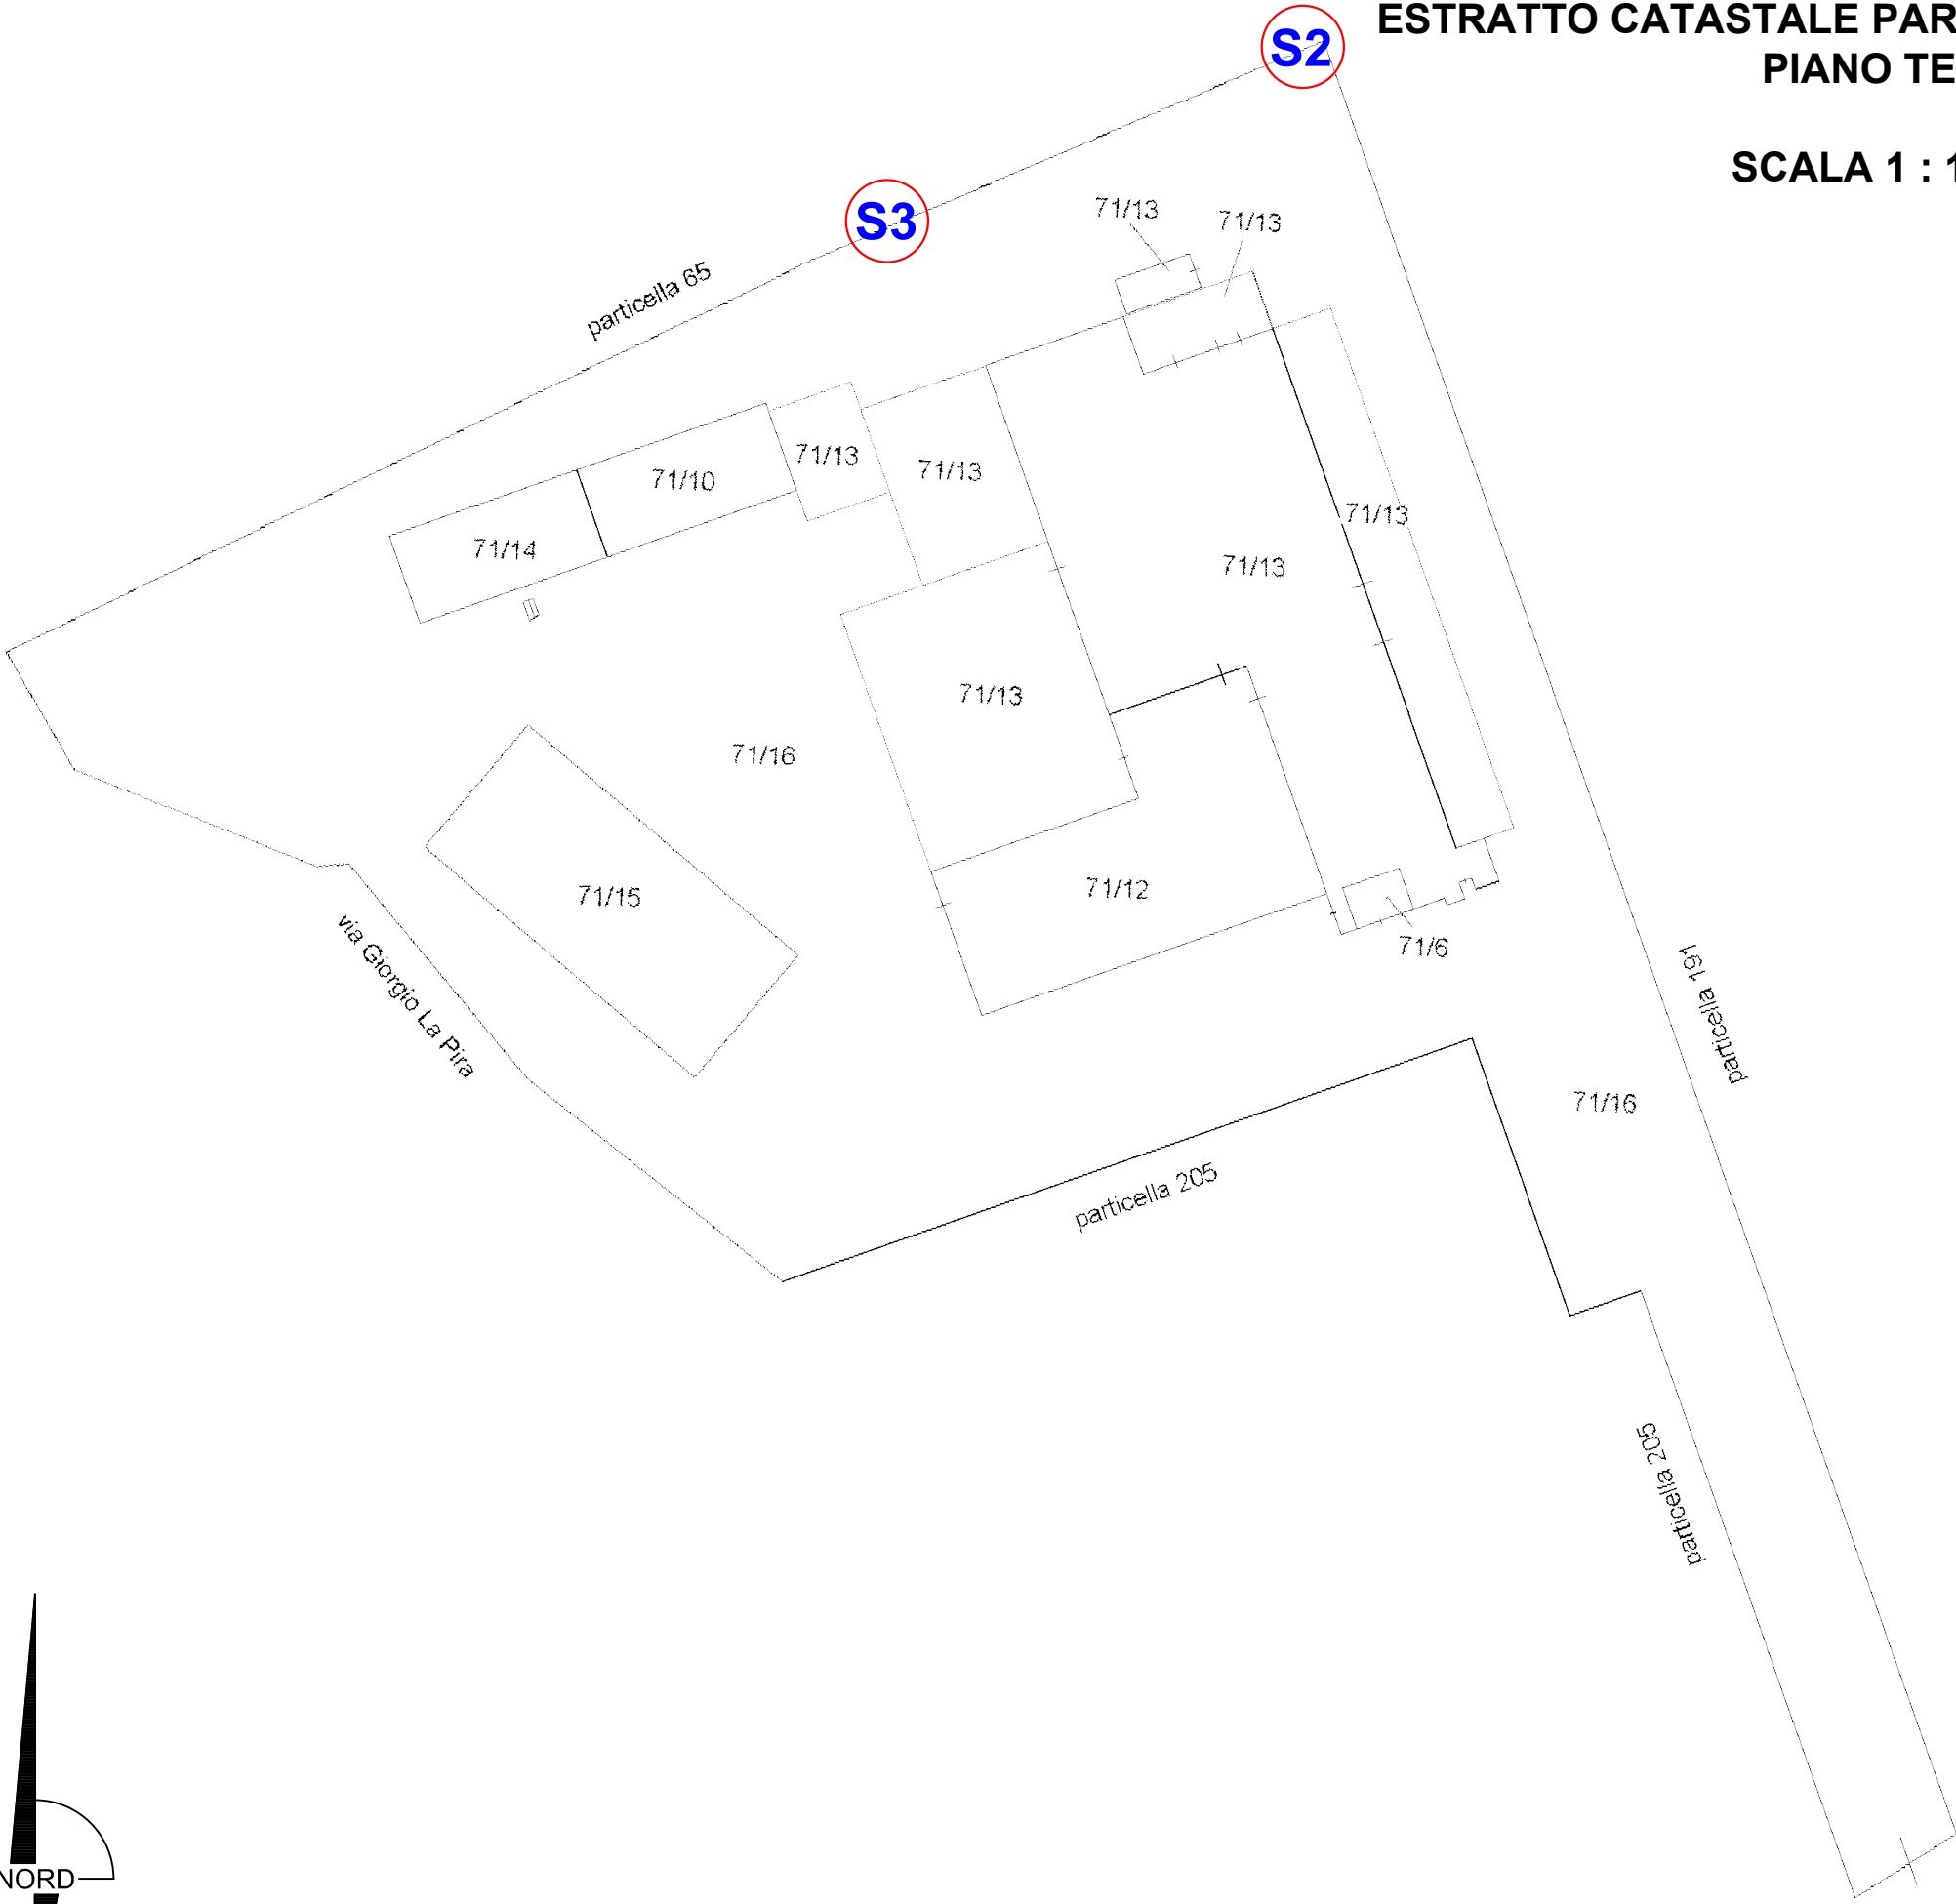 ESTRATTO CATASTALE PAR
PIANO TE
SCALA 1 : 1
S2
S3
71/13
71/13
particella 65
71/13
71/13
71/10
71/13
71/14
71/13
71/13
71/16
71/12
71/15
71/6
via Giorgio La Pira
particella 191
71/16
particella 205
particella 205
NORD